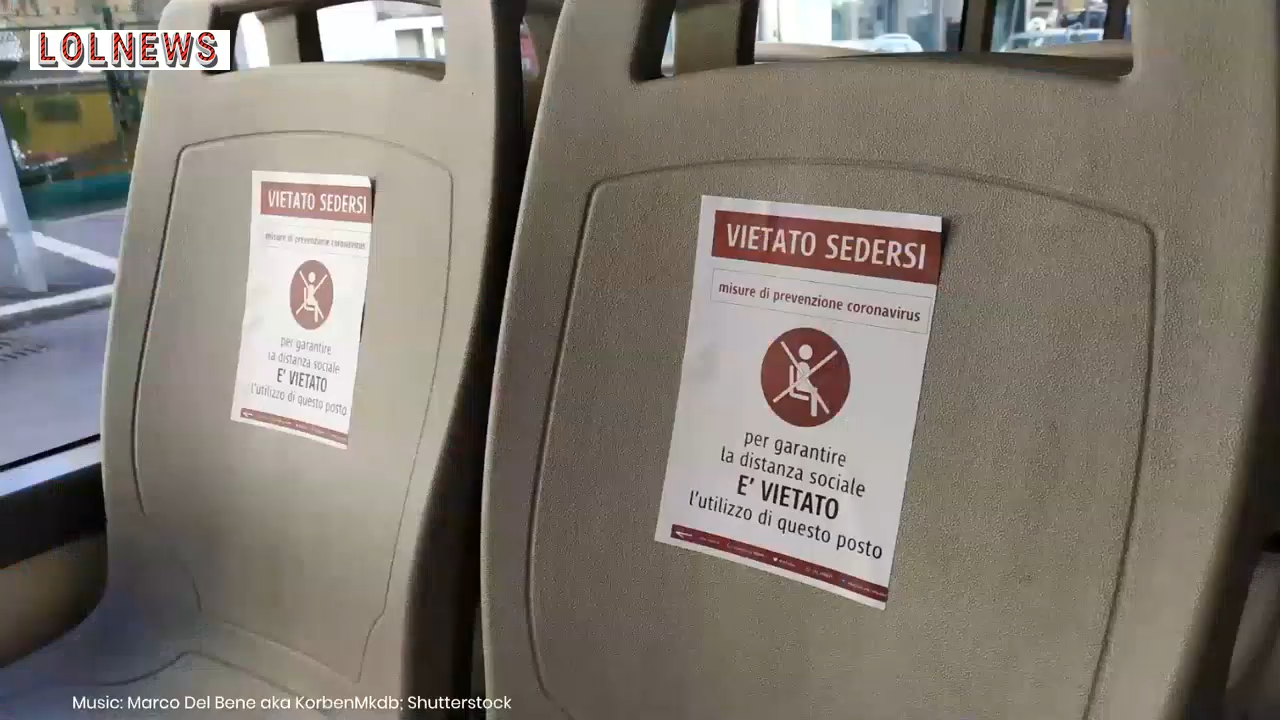 LOLNEWS
VIETATO SEDERSI
misure di prevenzione coronavirus
per garantire
la distanza sociale
E' VIETATO
l'utilizzo di questo posto
VIETATO SEDERSI
misure di prevenzione coronavirus
per garantire
la distanza sociale
E' VIETATO
l'utilizzo di questo posto
Music: Marco Del Bene aka KorbenMkdb; Shutterstock